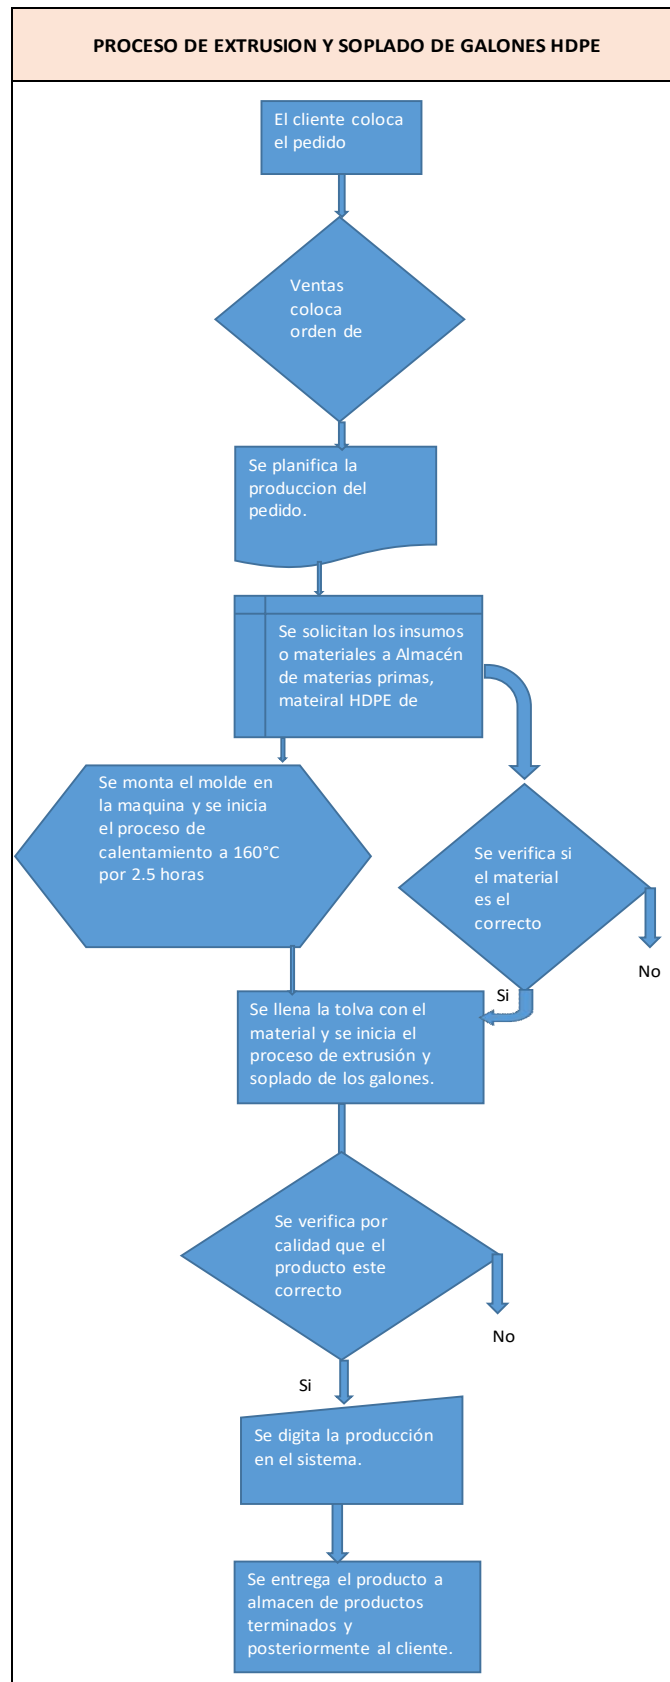 PROCESO DE EXTRUSION Y SOPLADO DE GALONES HDPE
El cliente coloca
el pedido
Ventas
coloca
orden de
Se planifica la
produccion del
pedido.
Se solicitan los insumos
o materiales a Almacén
de materias primas,
mateiral HDPE de
Se monta el molde en
la maquina y se inicia
el proceso de
calentamiento a 160°C
por 2.5 horas
Se verifica si
el material
es el
correcto
No
Si
Se llena la tolva con el
material y se inicia el
proceso de extrusión y
soplado de los galones.
Se verifica por
calidad que el
producto este
correcto
No
Si
Se digita la producción
en el sistema.
Se entrega el producto a
almacen de productos
terminados y
posteriormente al cliente.